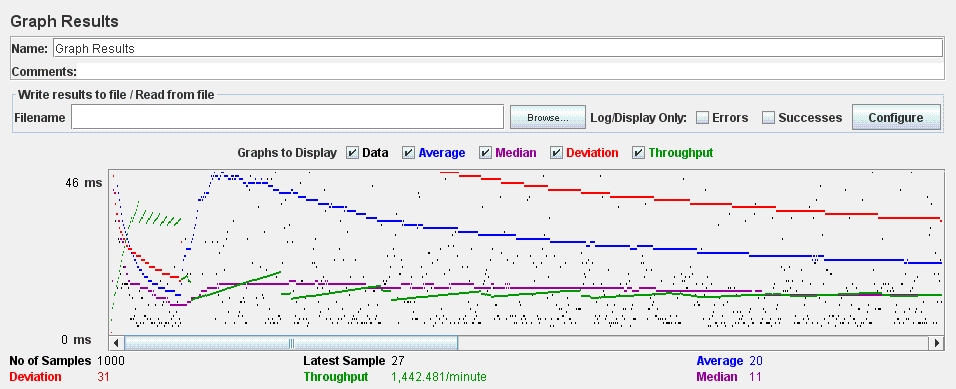 Graph Results
Name: Graph Results
Comments:
Write results to file / Read from file
Filename Browse... Log/Display Only: Errors Successes Configure
Graphs to Display Data Average Median Deviation Throughput
46 ms
0 ms
No of Samples 1000 Latest Sample 27 Average 20
Deviation 31 Throughput 1,442.481/minute Median 11